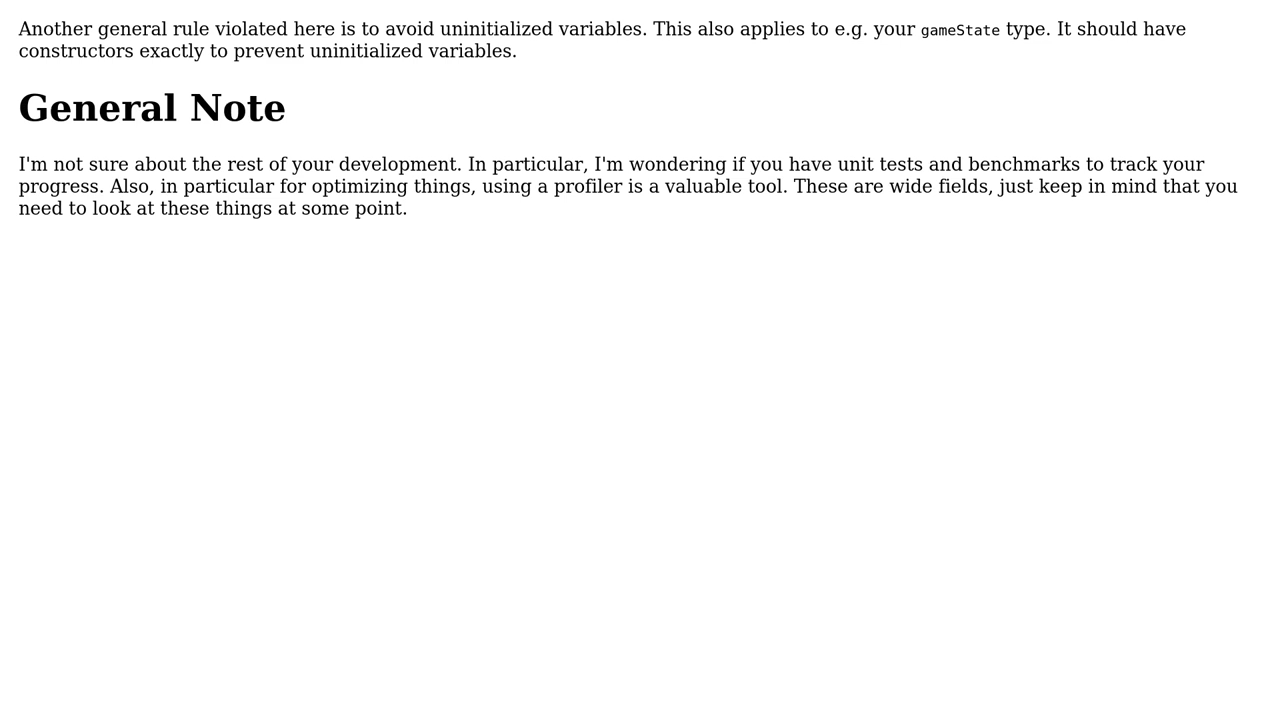 Another general rule violated here is to avoid uninitialized variables. This also applies to e.g. your gameState type. It should have
constructors exactly to prevent uninitialized variables.
General Note
I'm not sure about the rest of your development. In particular, I'm wondering if you have unit tests and benchmarks to track your
progress. Also, in particular for optimizing things, using a profiler is a valuable tool. These are wide fields, just keep in mind that you
need to look at these things at some point.